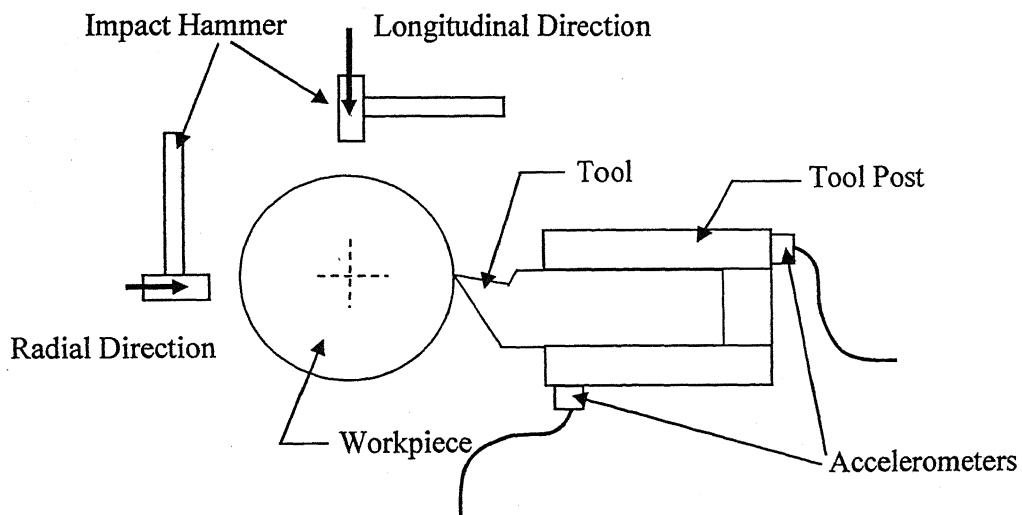 Impact Hammer
Longitudinal Direction
Tool
Tool Post
Radial Direction
Workpiece
Accelerometers